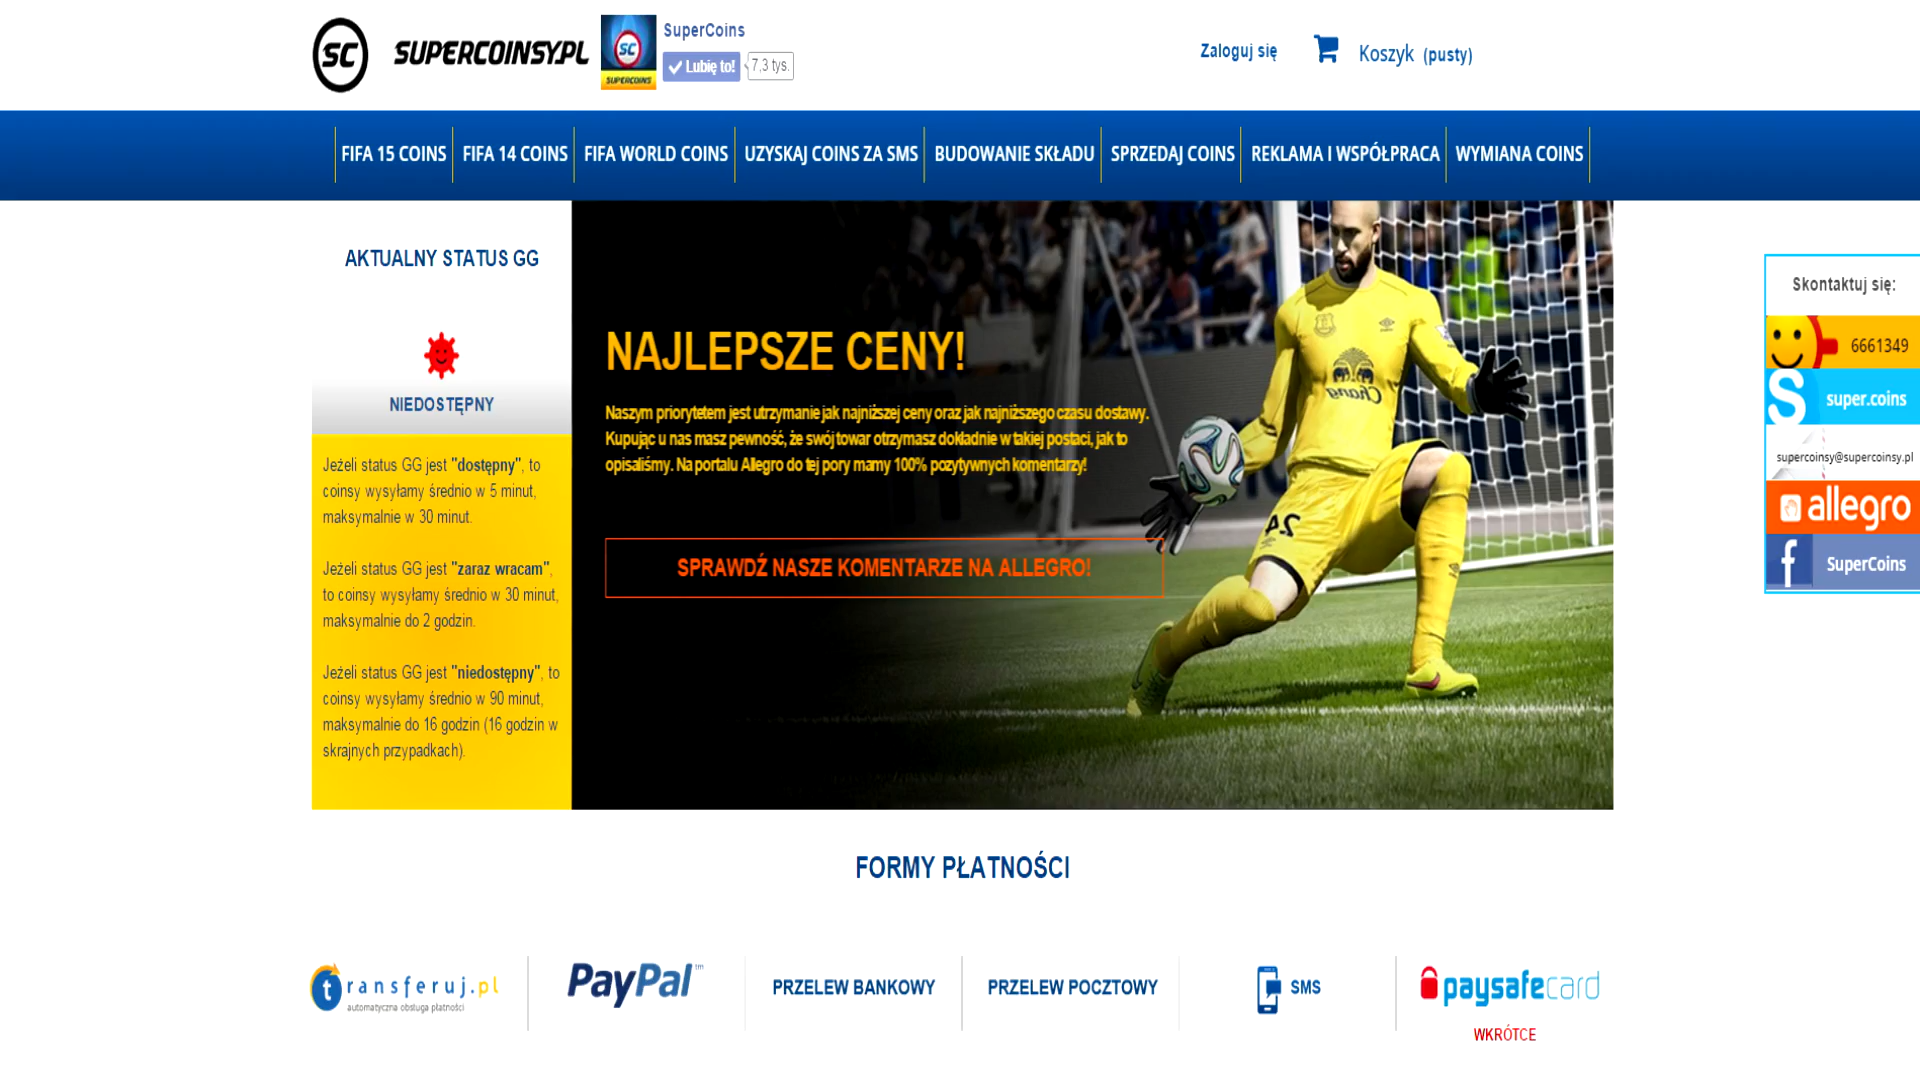 SC SUPERCOINSY.PL
SC
SUPERCOINS
SuperCoins
Lubię to! 7,3 tys.
Zaloguj się
Koszyk (pusty)
FIFA 15 COINS FIFA 14 COINS FIFA WORLD COINS UZYSKAJ COINS ZA SMS BUDOWANIE SKŁADU SPRZEDAJ COINS REKLAMA I WSPÓŁPRACA WYMIANA COINS
AKTUALNY STATUS GG
NIEDOSTĘPNY
Jeżeli status GG jest "dostępny", to
coinsy wysyłamy średnio w 5 minut,
maksymalnie w 30 minut.
Jeżeli status GG jest "zaraz wracam",
to coinsy wysyłamy średnio w 30 minut,
maksymalnie do 2 godzin.
Jeżeli status GG jest "niedostępny", to
coinsy wysyłamy średnio w 90 minut,
maksymalnie do 16 godzin (16 godzin w
skrajnych przypadkach).
NAJLEPSZE CENY!
Naszym priorytetem jest utrzymanie jak najniższej ceny oraz jak najniższego czasu dostawy.
Kupując u nas masz pewność, że swój towar otrzymasz dokładnie w takiej postaci, jak to
opisaliśmy. Na portalu Allegro do tej pory mamy 100% pozytywnych komentarzy!
SPRAWDŹ NASZE KOMENTARZE NA ALLEGRO!
Chang
24
Skontaktuj się:
6661349
super.coins
supercoinsy@supercoinsy.pl
allegro
SuperCoins
FORMY PŁATNOŚCI
transferuj.pl
automatyczna obsługa płatności
PayPal™
PRZELEW BANKOWY
PRZELEW POCZTOWY
SMS
paysafecard
WKRÓTCE